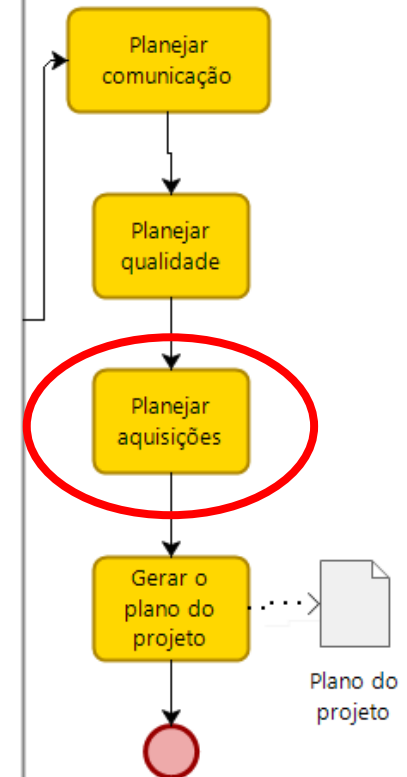 Planejar
comunicação
Planejar
qualidade
Planejar
aquisições
Gerar o
plano do
projeto
Plano do
projeto